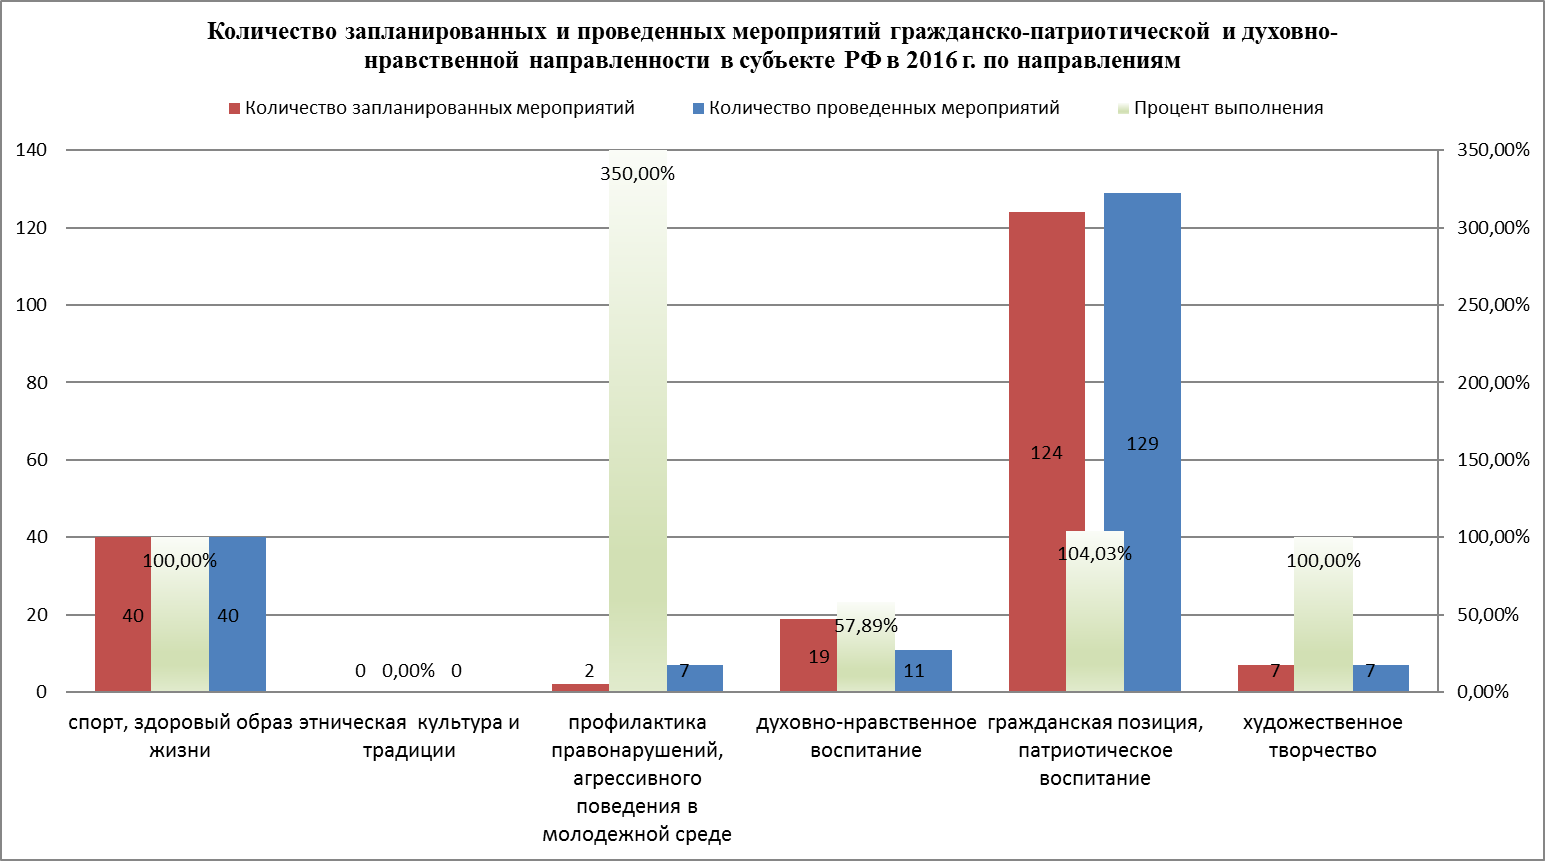 Количество запланированных и проведенных мероприятий гражданско-патриотической и духовно-
нравственной направленности в субъекте РФ в 2016 г. по направлениям
Количество запланированных мероприятий
Количество проведенных мероприятий
Процент выполнения
140
120
100
80
60
40
20
0
350,00%
300,00%
250,00%
200,00%
150,00%
100,00%
50,00%
0,00%
40
100,00%
40
0
0,00%
0
2
350,00%
7
19
57,89%
11
124
104,03%
129
7
100,00%
7
спорт, здоровый образ
жизни
этническая культура и
традиции
профилактика
правонарушений,
агрессивного
поведения в
молодежной среде
духовно-нравственное
воспитание
гражданская позиция,
патриотическое
воспитание
художественное
творчество